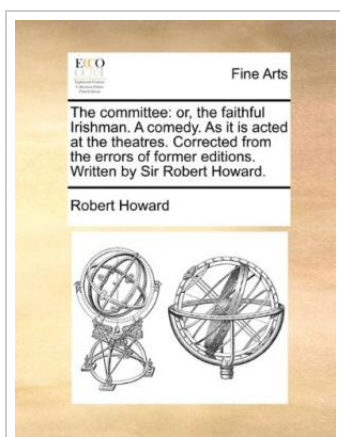 ECCO
Fine Arts
The committee: or, the faithful
Irishman. A comedy. As it is acted
at the theatres. Corrected from
the errors of former editions.
Written by Sir Robert Howard.
Robert Howard